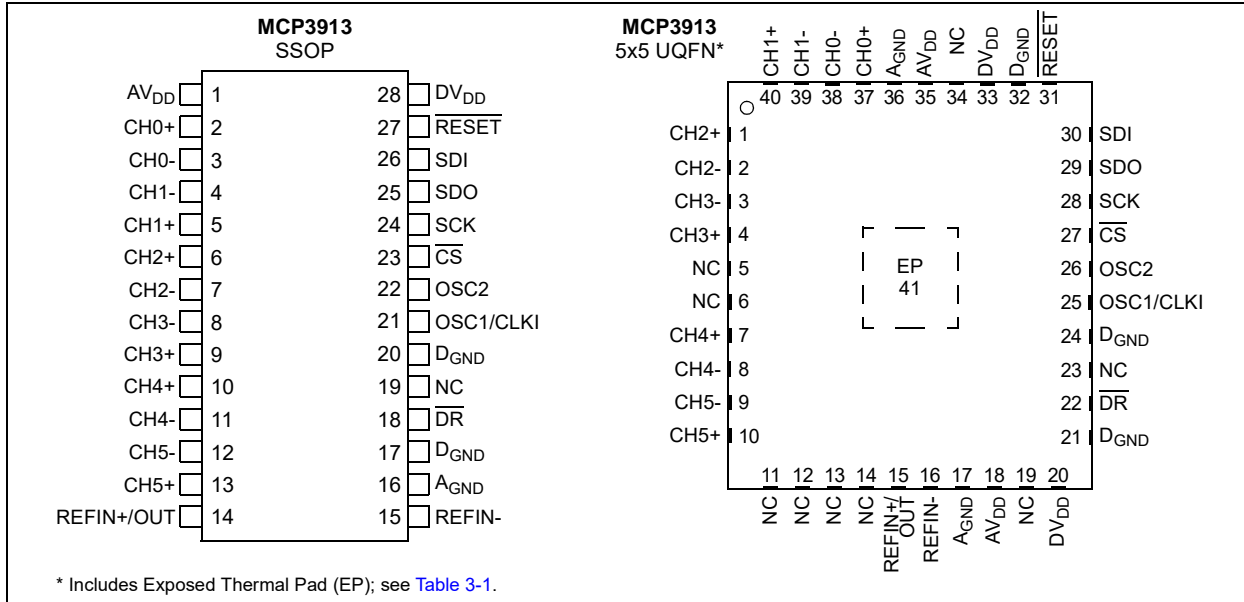 MCP3913
SSOP
AVDD 1
CH0+ 2
CH0- 3
CH1- 4
CH1+ 5
CH2+ 6
CH2- 7
CH3- 8
CH3+ 9
CH4+ 10
CH4- 11
CH5- 12
CH5+ 13
REFIN+/OUT 14
28 DVDD
27 RESET
26 SDI
25 SDO
24 SCK
23 CS
22 OSC2
21 OSC1/CLKI
20 DGND
19 NC
18 DR
17 DGND
16 AGND
15 REFIN-
MCP3913
5x5 UQFN*
CH1+
CH1-
CH0-
CH0+
AGND
AVDD
NC
DVDD
DGND
RESET
40 39 38 37 36 35 34 33 32 31
CH2+ 1
CH2- 2
CH3- 3
CH3+ 4
NC 5
NC 6
CH4+ 7
CH4- 8
CH5- 9
CH5+ 10
EP
41
30 SDI
29 SDO
28 SCK
27 CS
26 OSC2
25 OSC1/CLKI
24 DGND
23 NC
22 DR
21 DGND
11 12 13 14 15 16 17 18 19 20
NC
NC
NC
NC
REFIN+/
OUT
REFIN-
AGND
AVDD
NC
DVDD
* Includes Exposed Thermal Pad (EP); see Table 3-1.